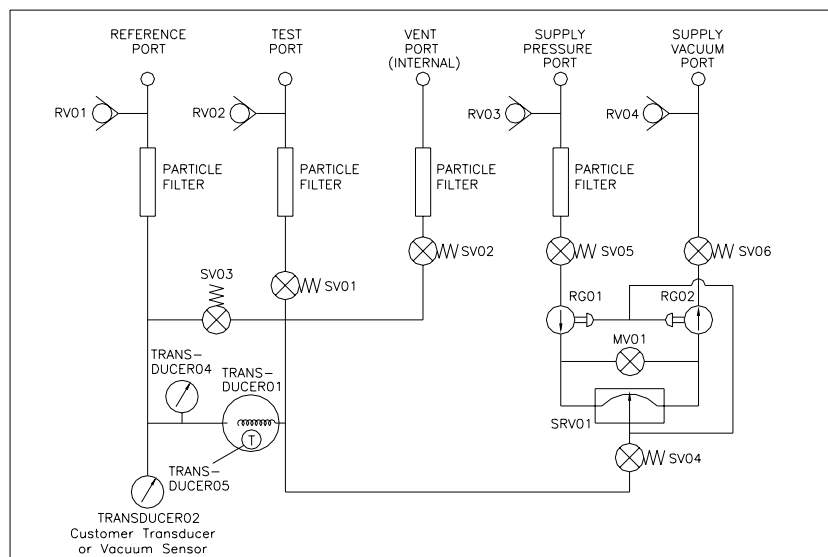 REFERENCE
PORT
TEST
PORT
VENT
PORT
(INTERNAL)
SUPPLY
PRESSURE
PORT
SUPPLY
VACUUM
PORT
RV01
RV02
RV03
RV04
PARTICLE
FILTER
PARTICLE
FILTER
PARTICLE
FILTER
PARTICLE
FILTER
SV03
SV01
SV02
SV05
SV06
RG01
RG02
MV01
TRANS-
DUCER04
TRANS-
DUCER01
SRV01
T
TRANS-
DUCER05
SV04
TRANSDUCER02
Customer Transducer
or Vacuum Sensor